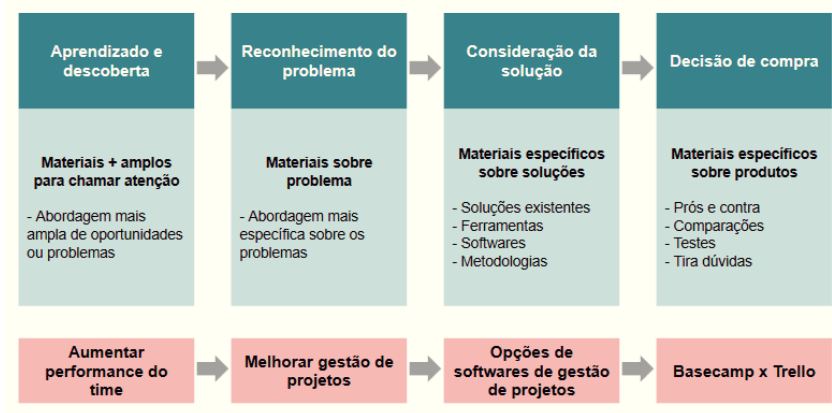 Aprendizado e
descoberta
Reconhecimento do
problema
Consideração da
solução
Decisão de compra
Materiais + amplos
para chamar atenção
- Abordagem mais
ampla de oportunidades
ou problemas
Materiais sobre
problema
- Abordagem mais
específica sobre os
problemas
Materiais específicos
sobre soluções
- Soluções existentes
- Ferramentas
- Softwares
- Metodologias
Materiais específicos
sobre produtos
- Prós e contra
- Comparações
- Testes
- Tira dúvidas
Aumentar
performance do
time
Melhorar gestão de
projetos
Opções de
softwares de gestão
de projetos
Basecamp x Trello